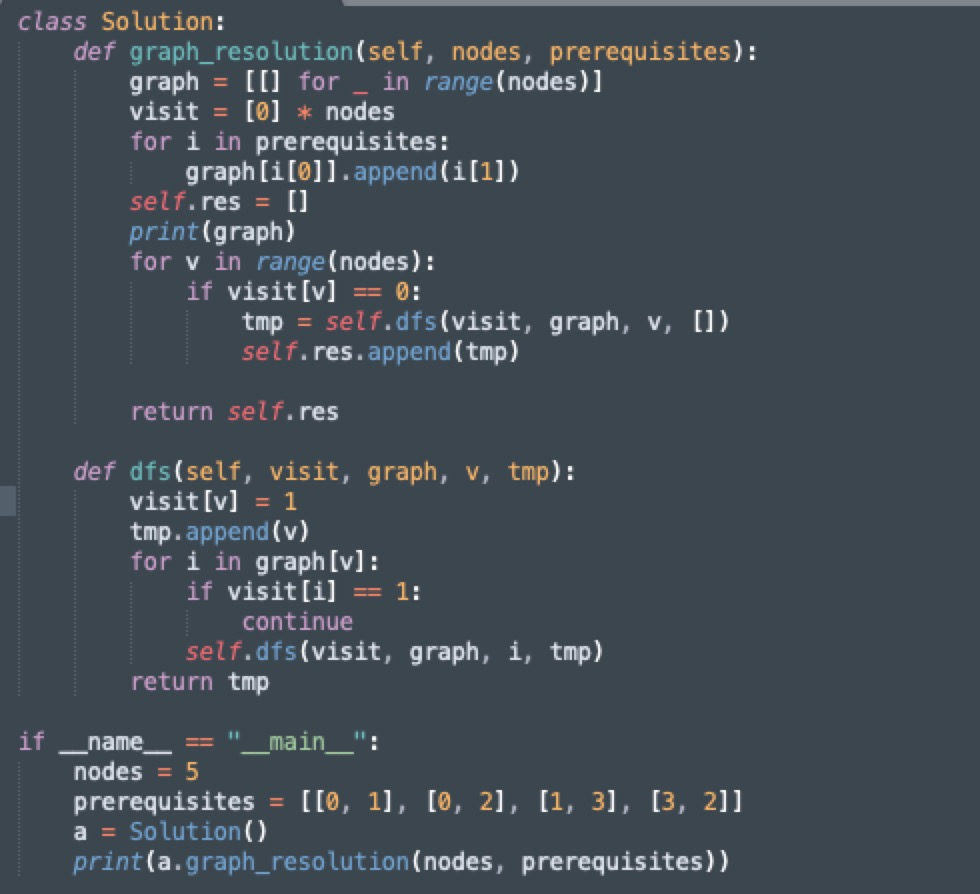 class Solution:
    def graph_resolution(self, nodes, prerequisites):
        graph = [[] for _ in range(nodes)]
        visit = [0] * nodes
        for i in prerequisites:
            graph[i[0]].append(i[1])
        self.res = []
        print(graph)
        for v in range(nodes):
            if visit[v] == 0:
                tmp = self.dfs(visit, graph, v, [])
                self.res.append(tmp)

        return self.res

    def dfs(self, visit, graph, v, tmp):
        visit[v] = 1
        tmp.append(v)
        for i in graph[v]:
            if visit[i] == 1:
                continue
            self.dfs(visit, graph, i, tmp)
        return tmp

if __name__ == "__main__":
    nodes = 5
    prerequisites = [[0, 1], [0, 2], [1, 3], [3, 2]]
    a = Solution()
    print(a.graph_resolution(nodes, prerequisites))